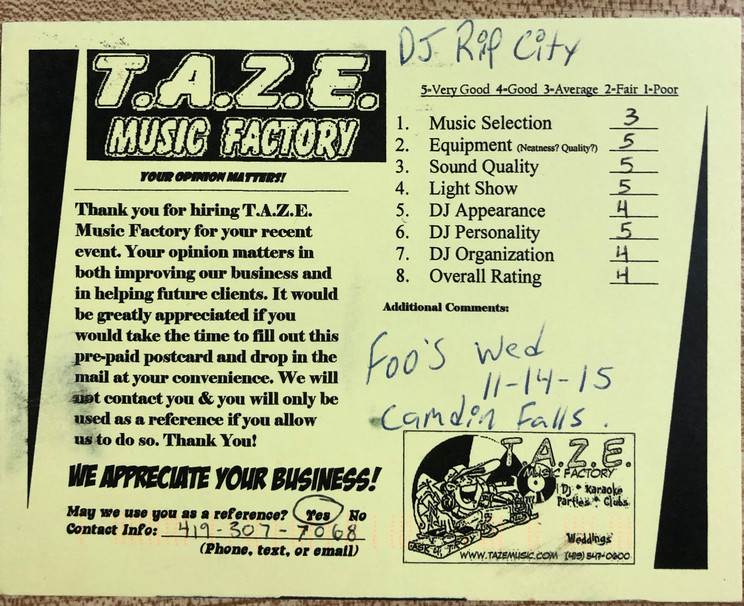 DJ Rip City
T.A.Z.E.
MUSIC FACTORY
YOUR OPINION MATTERS!
Thank you for hiring T.A.Z.E.
Music Factory for your recent
event. Your opinion matters in
both improving our business and
in helping future clients. It would
be greatly appreciated if you
would take the time to fill out this
pre-paid postcard and drop in the
mail at your convenience. We will
not contact you & you will only be
used as a reference if you allow
us to do so. Thank You!
WE APPRECIATE YOUR BUSINESS!
May we use you as a reference? Yes No
Contact Info: 419-307-7068
(Phone, text, or email)
5-Very Good 4-Good 3-Average 2-Fair 1-Poor
1. Music Selection 3
2. Equipment (Neatness? Quality?) 5
3. Sound Quality 5
4. Light Show 5
5. DJ Appearance 4
6. DJ Personality 5
7. DJ Organization 4
8. Overall Rating 4
Additional Comments:
Foo's Wed
11-14-15
Camdin Falls.
T.A.Z.E.
MUSIC FACTORY
Dj * Karaoke
Parties * Clubs
Weddings
WWW.TAZEMUSIC.COM (419) 547-0600